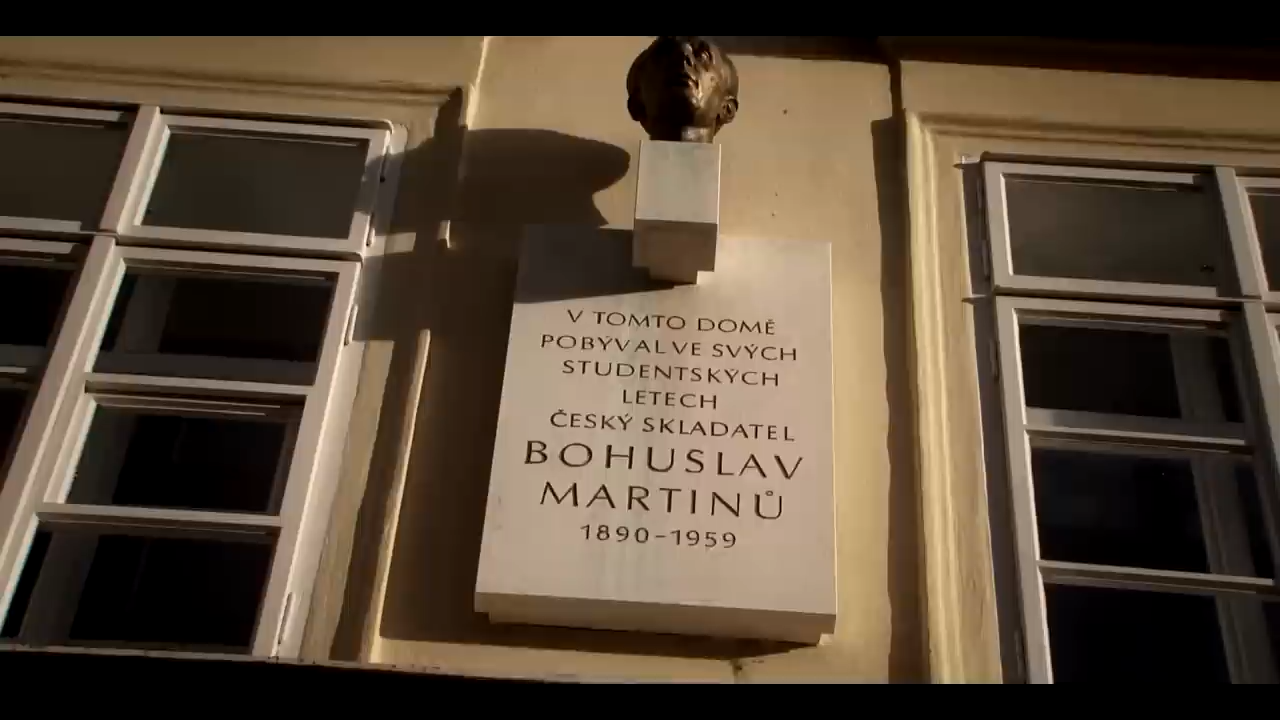 V TOMTO DOMĚ
POBÝVAL VE SVÝCH
STUDENTSKÝCH
LETECH
ČESKÝ SKLADATEL
BOHUSLAV
MARTINŮ
1890-1959